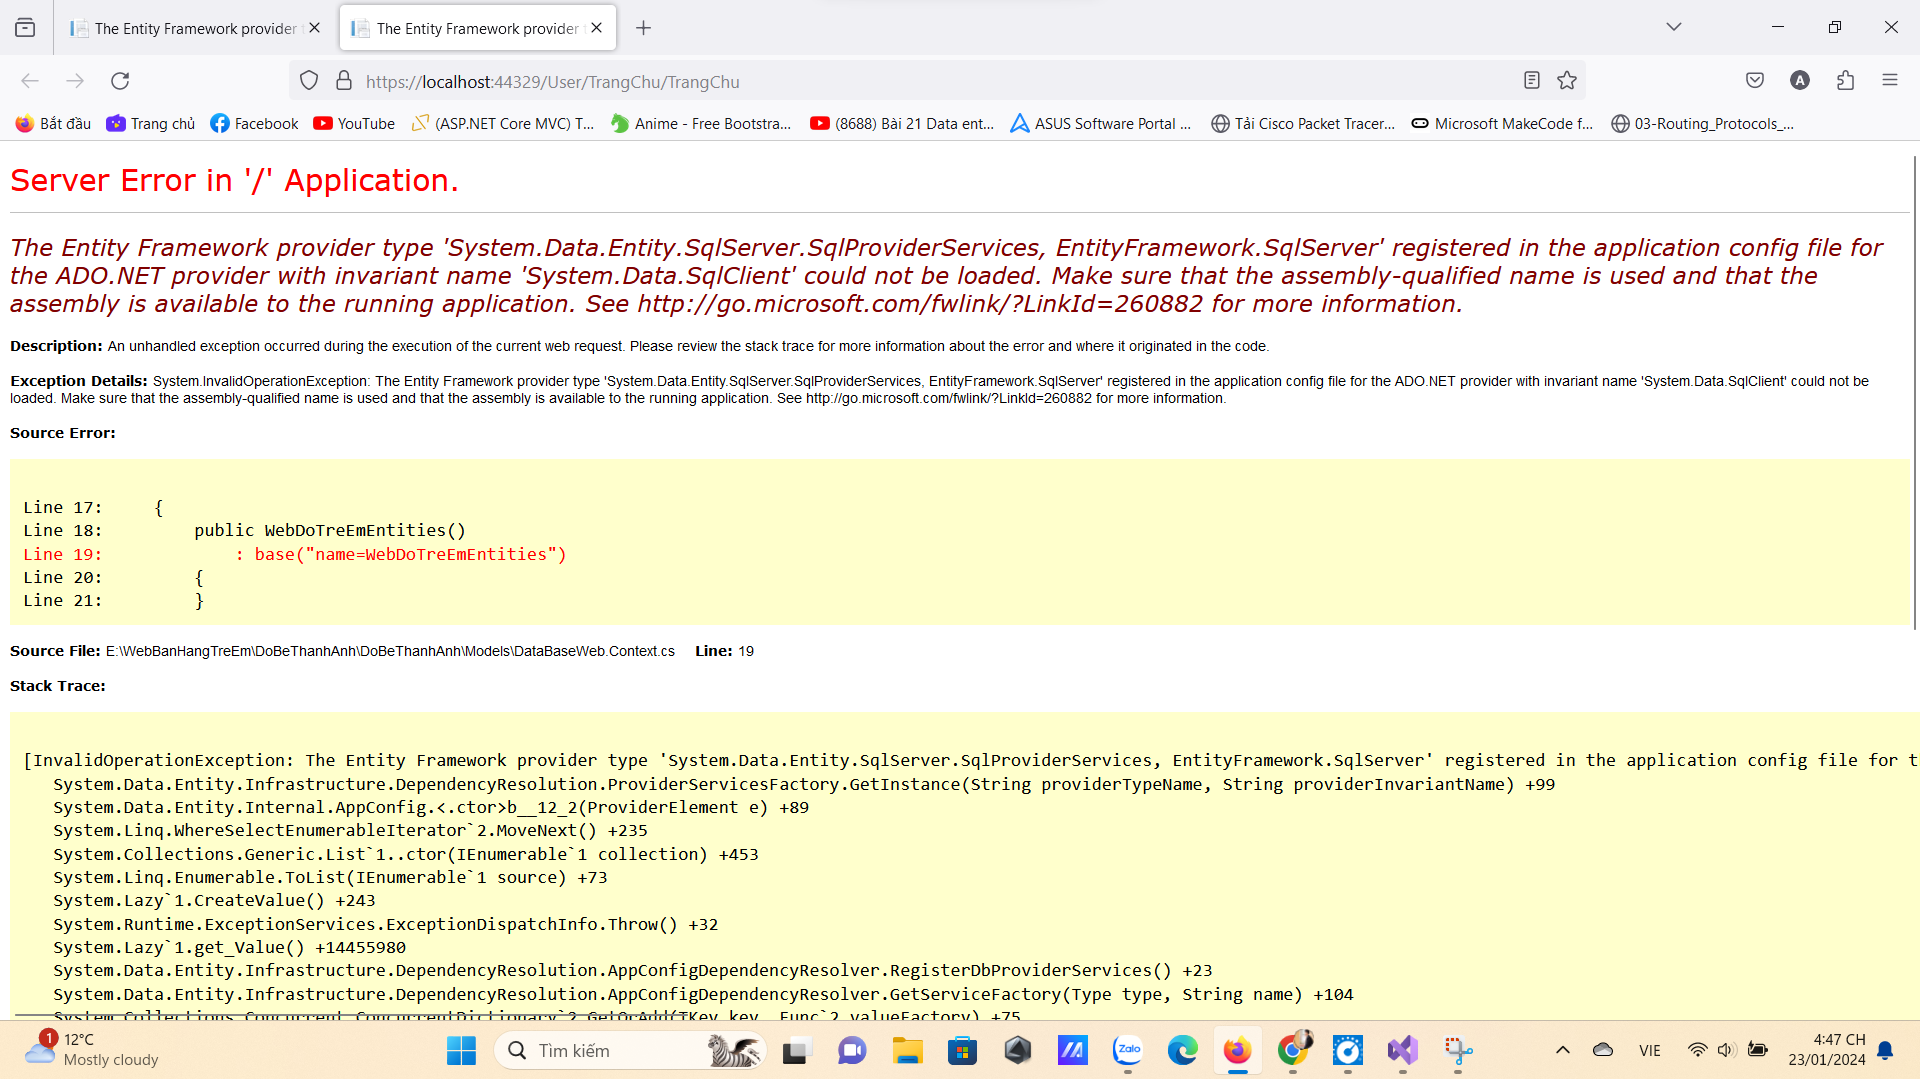 The Entity Framework provider t
The Entity Framework provider t
https://localhost:44329/User/TrangChu/TrangChu
A
Bắt đầu
Trang chủ
Facebook
YouTube
(ASP.NET Core MVC) T...
Anime - Free Bootstra...
(8688) Bài 21 Data ent...
ASUS Software Portal ...
Tải Cisco Packet Tracer...
Microsoft MakeCode f...
03-Routing_Protocols_...
Server Error in '/' Application.
The Entity Framework provider type 'System.Data.Entity.SqlServer.SqlProviderServices, EntityFramework.SqlServer' registered in the application config file for
the ADO.NET provider with invariant name 'System.Data.SqlClient' could not be loaded. Make sure that the assembly-qualified name is used and that the
assembly is available to the running application. See http://go.microsoft.com/fwlink/?LinkId=260882 for more information.
Description: An unhandled exception occurred during the execution of the current web request. Please review the stack trace for more information about the error and where it originated in the code.
Exception Details: System.InvalidOperationException: The Entity Framework provider type 'System.Data.Entity.SqlServer.SqlProviderServices, EntityFramework.SqlServer' registered in the application config file for the ADO.NET provider with invariant name 'System.Data.SqlClient' could not be
loaded. Make sure that the assembly-qualified name is used and that the assembly is available to the running application. See http://go.microsoft.com/fwlink/?LinkId=260882 for more information.
Source Error:
Line 17:     {
Line 18:         public WebDoTreEmEntities()
Line 19:             : base("name=WebDoTreEmEntities")
Line 20:         {
Line 21:         }
Source File: E:\WebBanHangTreEm\DoBeThanhAnh\DoBeThanhAnh\Models\DataBaseWeb.Context.cs    Line: 19
Stack Trace:
[InvalidOperationException: The Entity Framework provider type 'System.Data.Entity.SqlServer.SqlProviderServices, EntityFramework.SqlServer' registered in the application config file for t
System.Data.Entity.Infrastructure.DependencyResolution.ProviderServicesFactory.GetInstance(String providerTypeName, String providerInvariantName) +99
System.Data.Entity.Internal.AppConfig.<.ctor>b__12_2(ProviderElement e) +89
System.Linq.WhereSelectEnumerableIterator`2.MoveNext() +235
System.Collections.Generic.List`1..ctor(IEnumerable`1 collection) +453
System.Linq.Enumerable.ToList(IEnumerable`1 source) +73
System.Lazy`1.CreateValue() +243
System.Runtime.ExceptionServices.ExceptionDispatchInfo.Throw() +32
System.Lazy`1.get_Value() +14455980
System.Data.Entity.Infrastructure.DependencyResolution.AppConfigDependencyResolver.RegisterDbProviderServices() +23
System.Data.Entity.Infrastructure.DependencyResolution.AppConfigDependencyResolver.GetServiceFactory(Type type, String name) +104
System.Collections.Concurrent.ConcurrentDictionary`2.GetOrAdd(TKey key, Func`2 valueFactory) +75
1
12°C
Mostly cloudy
Tìm kiếm
Zalo
VIE
4:47 CH
23/01/2024